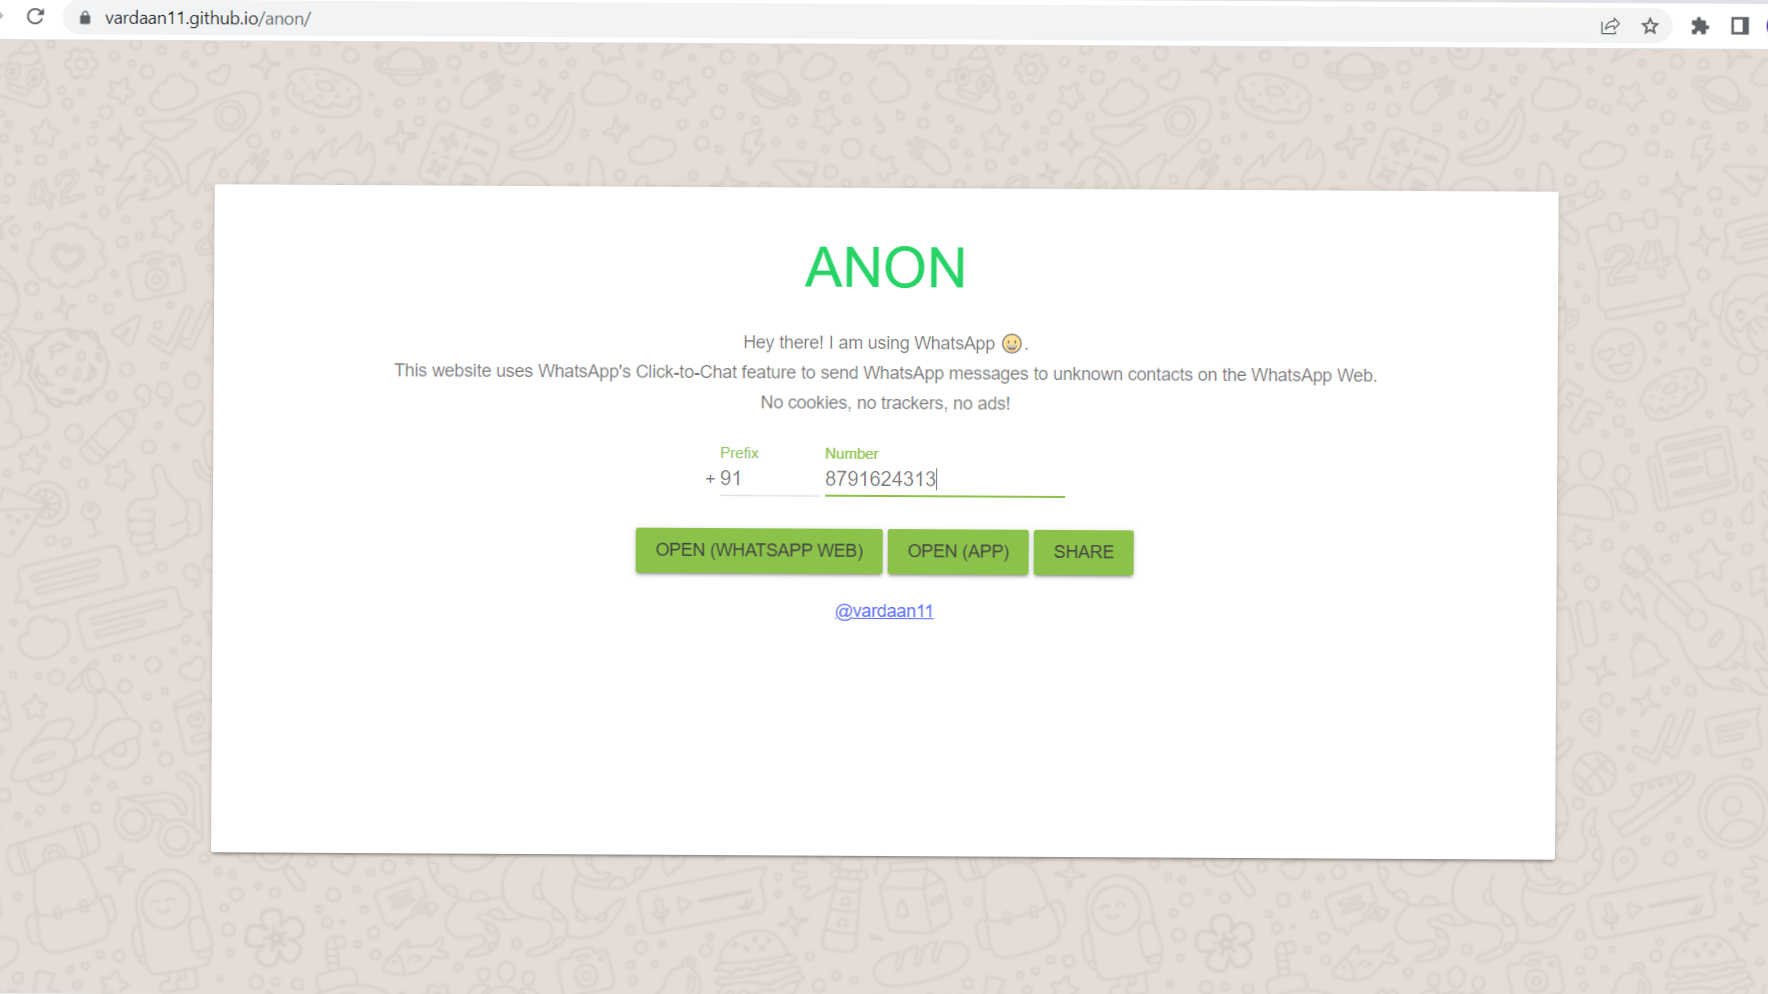 vardaan11.github.io/anon/
ANON
Hey there! I am using WhatsApp 😀.
This website uses WhatsApp's Click-to-Chat feature to send WhatsApp messages to unknown contacts on the WhatsApp Web.
No cookies, no trackers, no ads!
Prefix Number
+ 91 8791624313
OPEN (WHATSAPP WEB) OPEN (APP) SHARE
@vardaan11